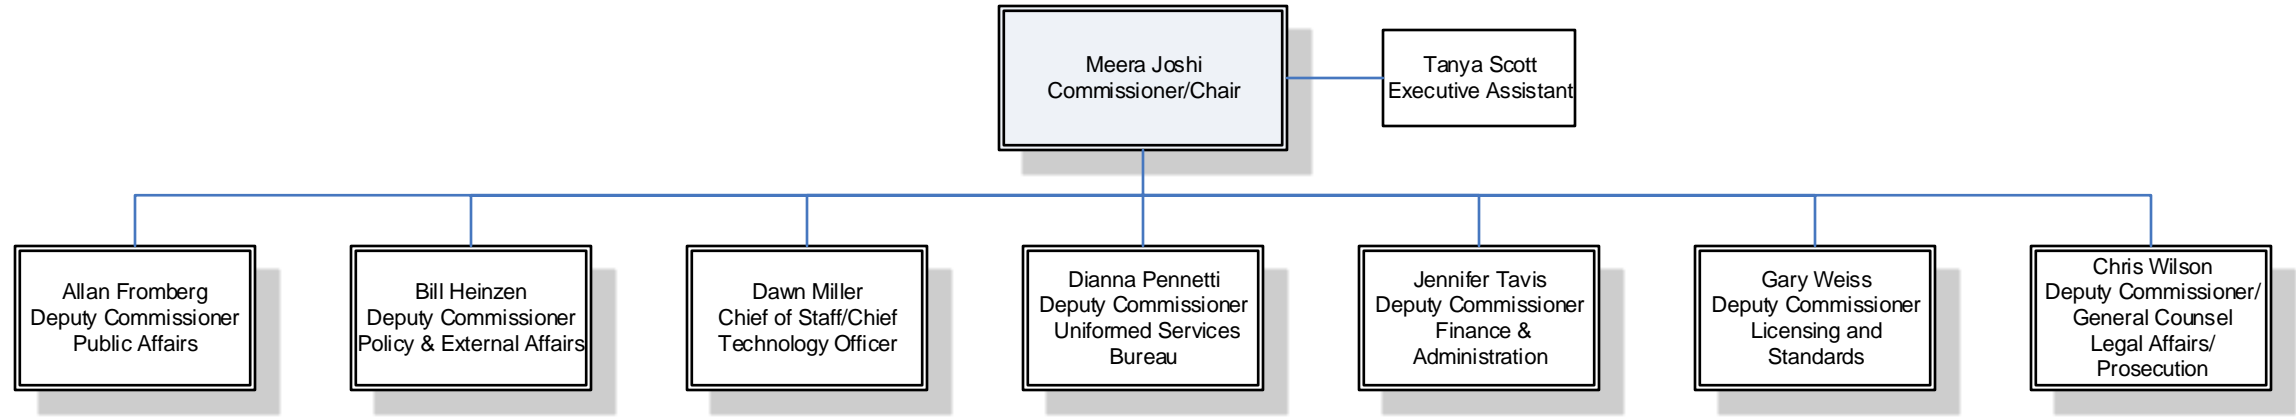 Meera Joshi
Commissioner/Chair
Tanya Scott
Executive Assistant
Allan Fromberg
Deputy Commissioner
Public Affairs
Bill Heinzen
Deputy Commissioner
Policy & External Affairs
Dawn Miller
Chief of Staff/Chief
Technology Officer
Dianna Pennetti
Deputy Commissioner
Uniformed Services
Bureau
Jennifer Tavis
Deputy Commissioner
Finance &
Administration
Gary Weiss
Deputy Commissioner
Licensing and
Standards
Chris Wilson
Deputy Commissioner/
General Counsel
Legal Affairs/
Prosecution